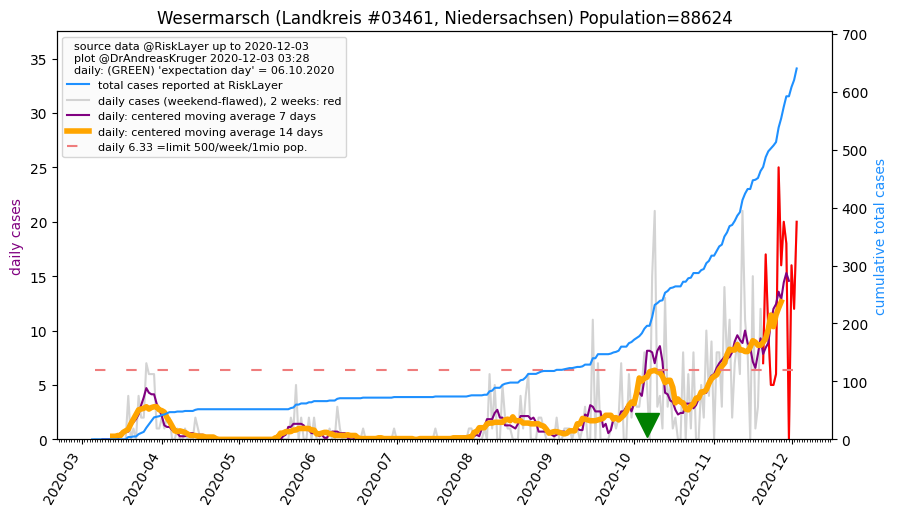 Wesermarsch (Landkreis #03461, Niedersachsen) Population=88624
source data @RiskLayer up to 2020-12-03
plot @DrAndreasKruger 2020-12-03 03:28
daily: (GREEN) 'expectation day' = 06.10.2020
total cases reported at RiskLayer
daily cases (weekend-flawed), 2 weeks: red
daily: centered moving average 7 days
daily: centered moving average 14 days
daily 6.33 =limit 500/week/1mio pop.
daily cases
35
30
25
20
15
10
5
0
700
600
500
400
300
200
100
0
cumulative total cases
2020-03
2020-04
2020-05
2020-06
2020-07
2020-08
2020-09
2020-10
2020-11
2020-12